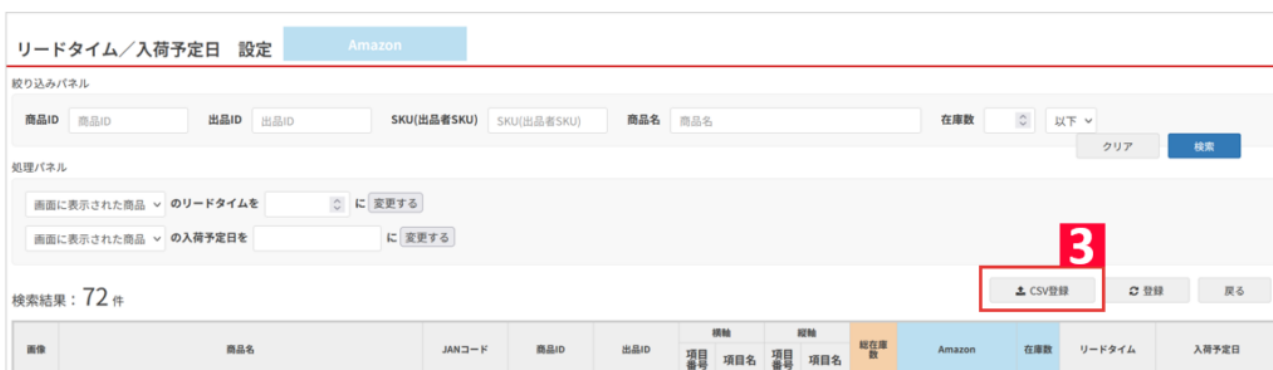 リードタイム／入荷予定日 設定 Amazon
絞り込みパネル
商品ID 商品ID 出品ID 出品ID SKU(出品者SKU) SKU(出品者SKU) 商品名 商品名 在庫数 以下
クリア 検索
処理パネル
画面に表示された商品 のリードタイムを に 変更する
画面に表示された商品 の入荷予定日を に 変更する
3
検索結果：72 件 CSV登録 登録 戻る
横軸 縦軸
画像 商品名 JANコード 商品ID 出品ID 項目番号 項目名 項目番号 項目名 総在庫数 Amazon 在庫数 リードタイム 入荷予定日